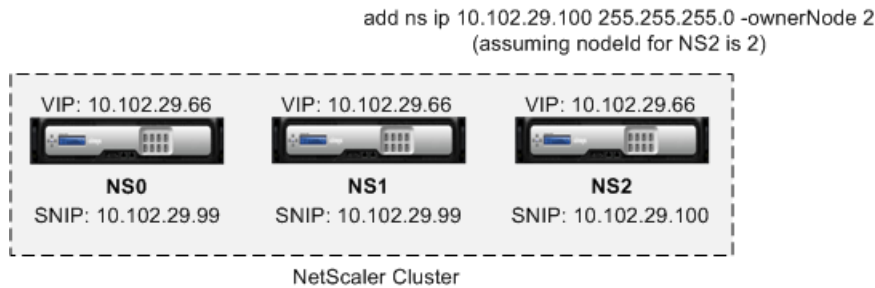 add ns ip 10.102.29.100 255.255.255.0 -ownerNode 2
(assuming nodeId for NS2 is 2)
VIP: 10.102.29.66 VIP: 10.102.29.66 VIP: 10.102.29.66
NS0 NS1 NS2
SNIP: 10.102.29.99 SNIP: 10.102.29.99 SNIP: 10.102.29.100
NetScaler Cluster